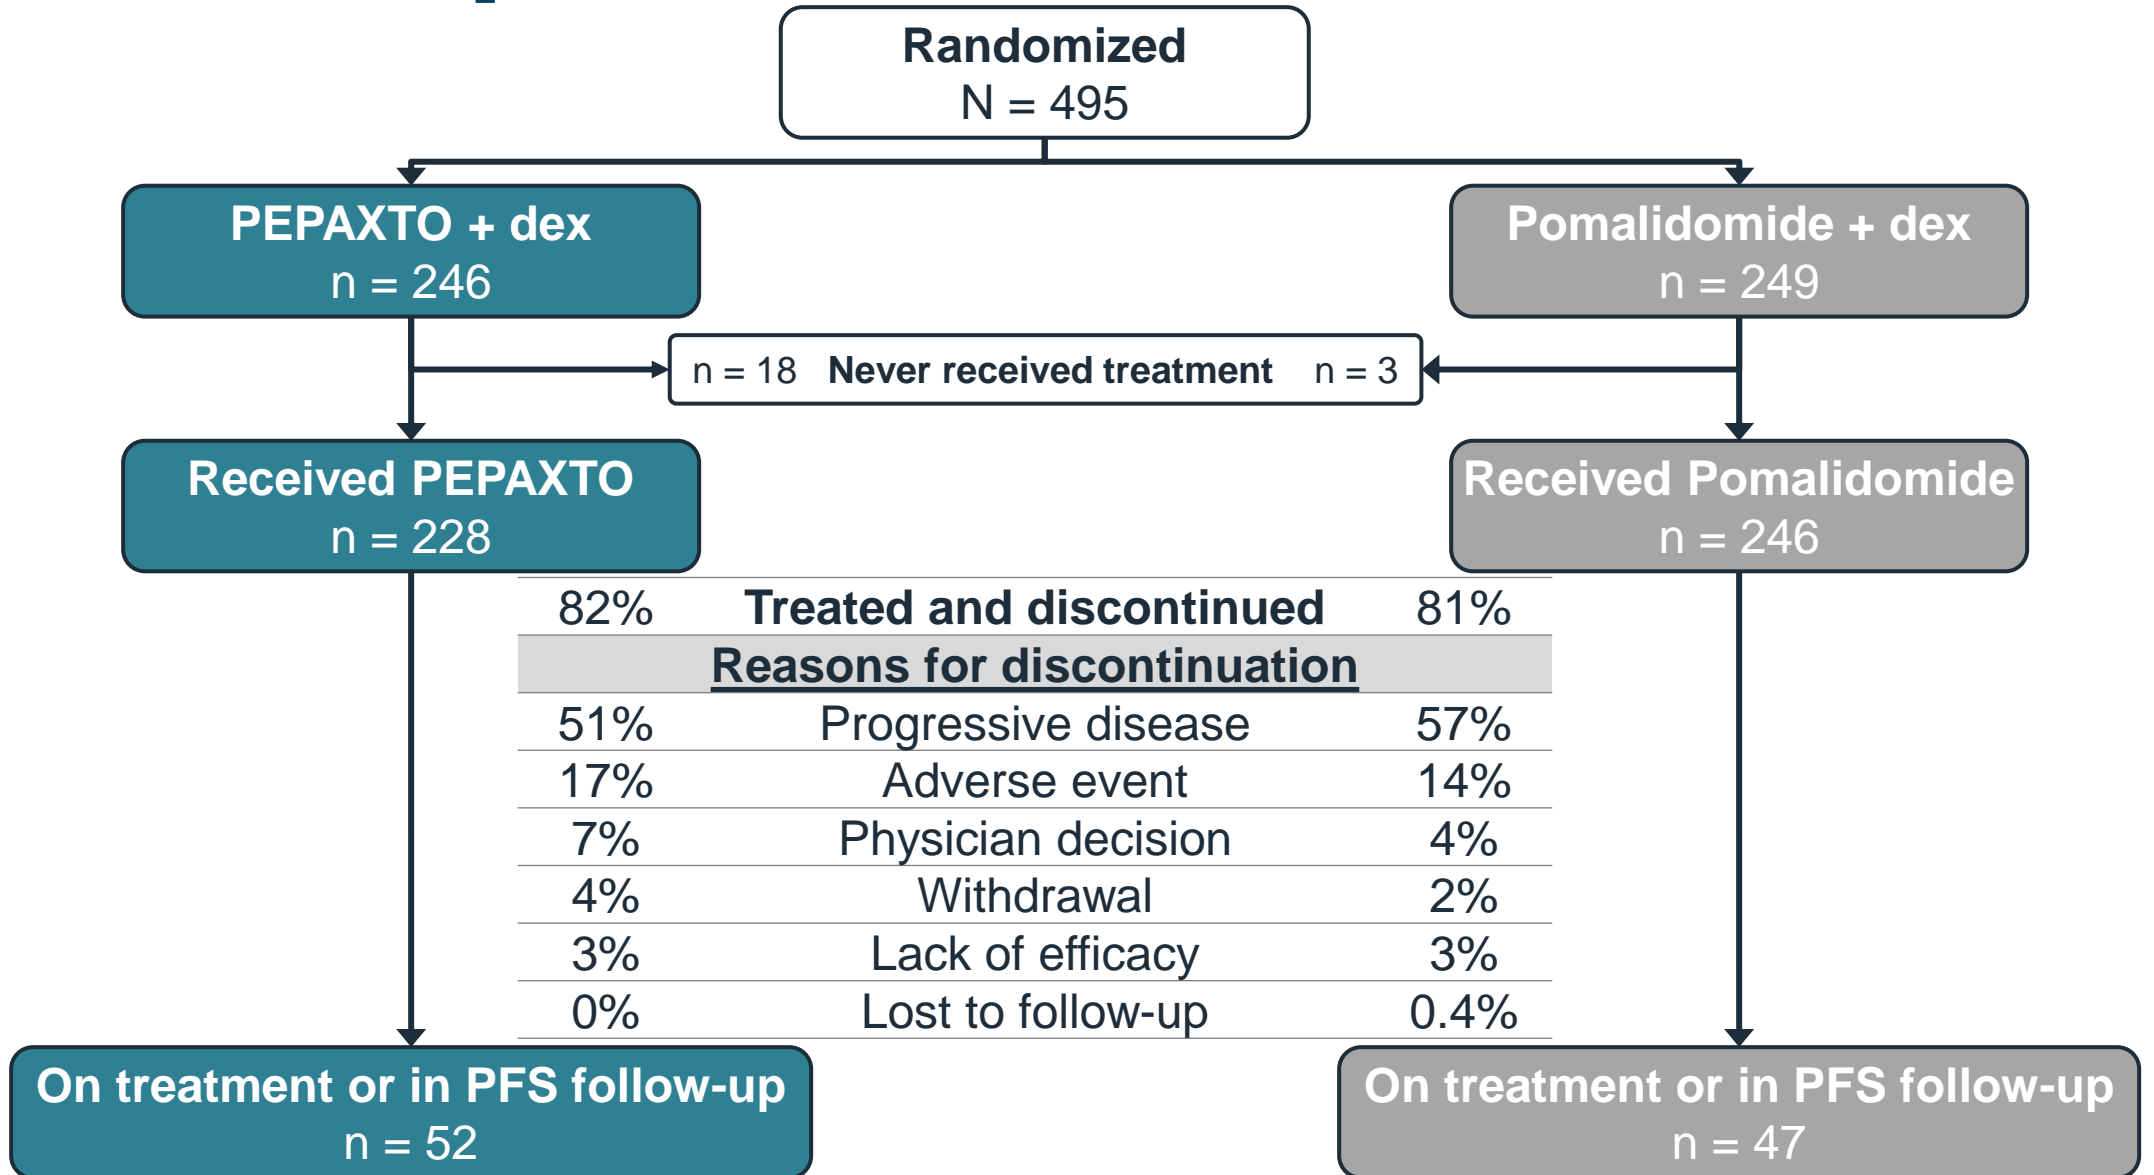 Randomized
N = 495
PEPAXTO + dex
n = 246
Pomalidomide + dex
n = 249
n = 18 Never received treatment n = 3
Received PEPAXTO
n = 228
Received Pomalidomide
n = 246
82% Treated and discontinued 81%
Reasons for discontinuation
51% Progressive disease 57%
17% Adverse event 14%
7% Physician decision 4%
4% Withdrawal 2%
3% Lack of efficacy 3%
0% Lost to follow-up 0.4%
On treatment or in PFS follow-up
n = 52
On treatment or in PFS follow-up
n = 47